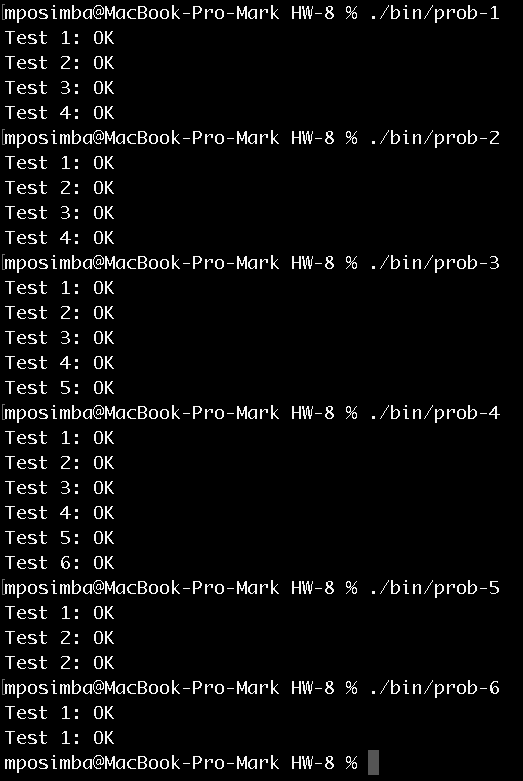 mposimba@MacBook-Pro-Mark HW-8 % ./bin/prob-1
Test 1: OK
Test 2: OK
Test 3: OK
Test 4: OK
mposimba@MacBook-Pro-Mark HW-8 % ./bin/prob-2
Test 1: OK
Test 2: OK
Test 3: OK
Test 4: OK
mposimba@MacBook-Pro-Mark HW-8 % ./bin/prob-3
Test 1: OK
Test 2: OK
Test 3: OK
Test 4: OK
Test 5: OK
mposimba@MacBook-Pro-Mark HW-8 % ./bin/prob-4
Test 1: OK
Test 2: OK
Test 3: OK
Test 4: OK
Test 5: OK
Test 6: OK
mposimba@MacBook-Pro-Mark HW-8 % ./bin/prob-5
Test 1: OK
Test 2: OK
Test 2: OK
mposimba@MacBook-Pro-Mark HW-8 % ./bin/prob-6
Test 1: OK
Test 1: OK
mposimba@MacBook-Pro-Mark HW-8 %